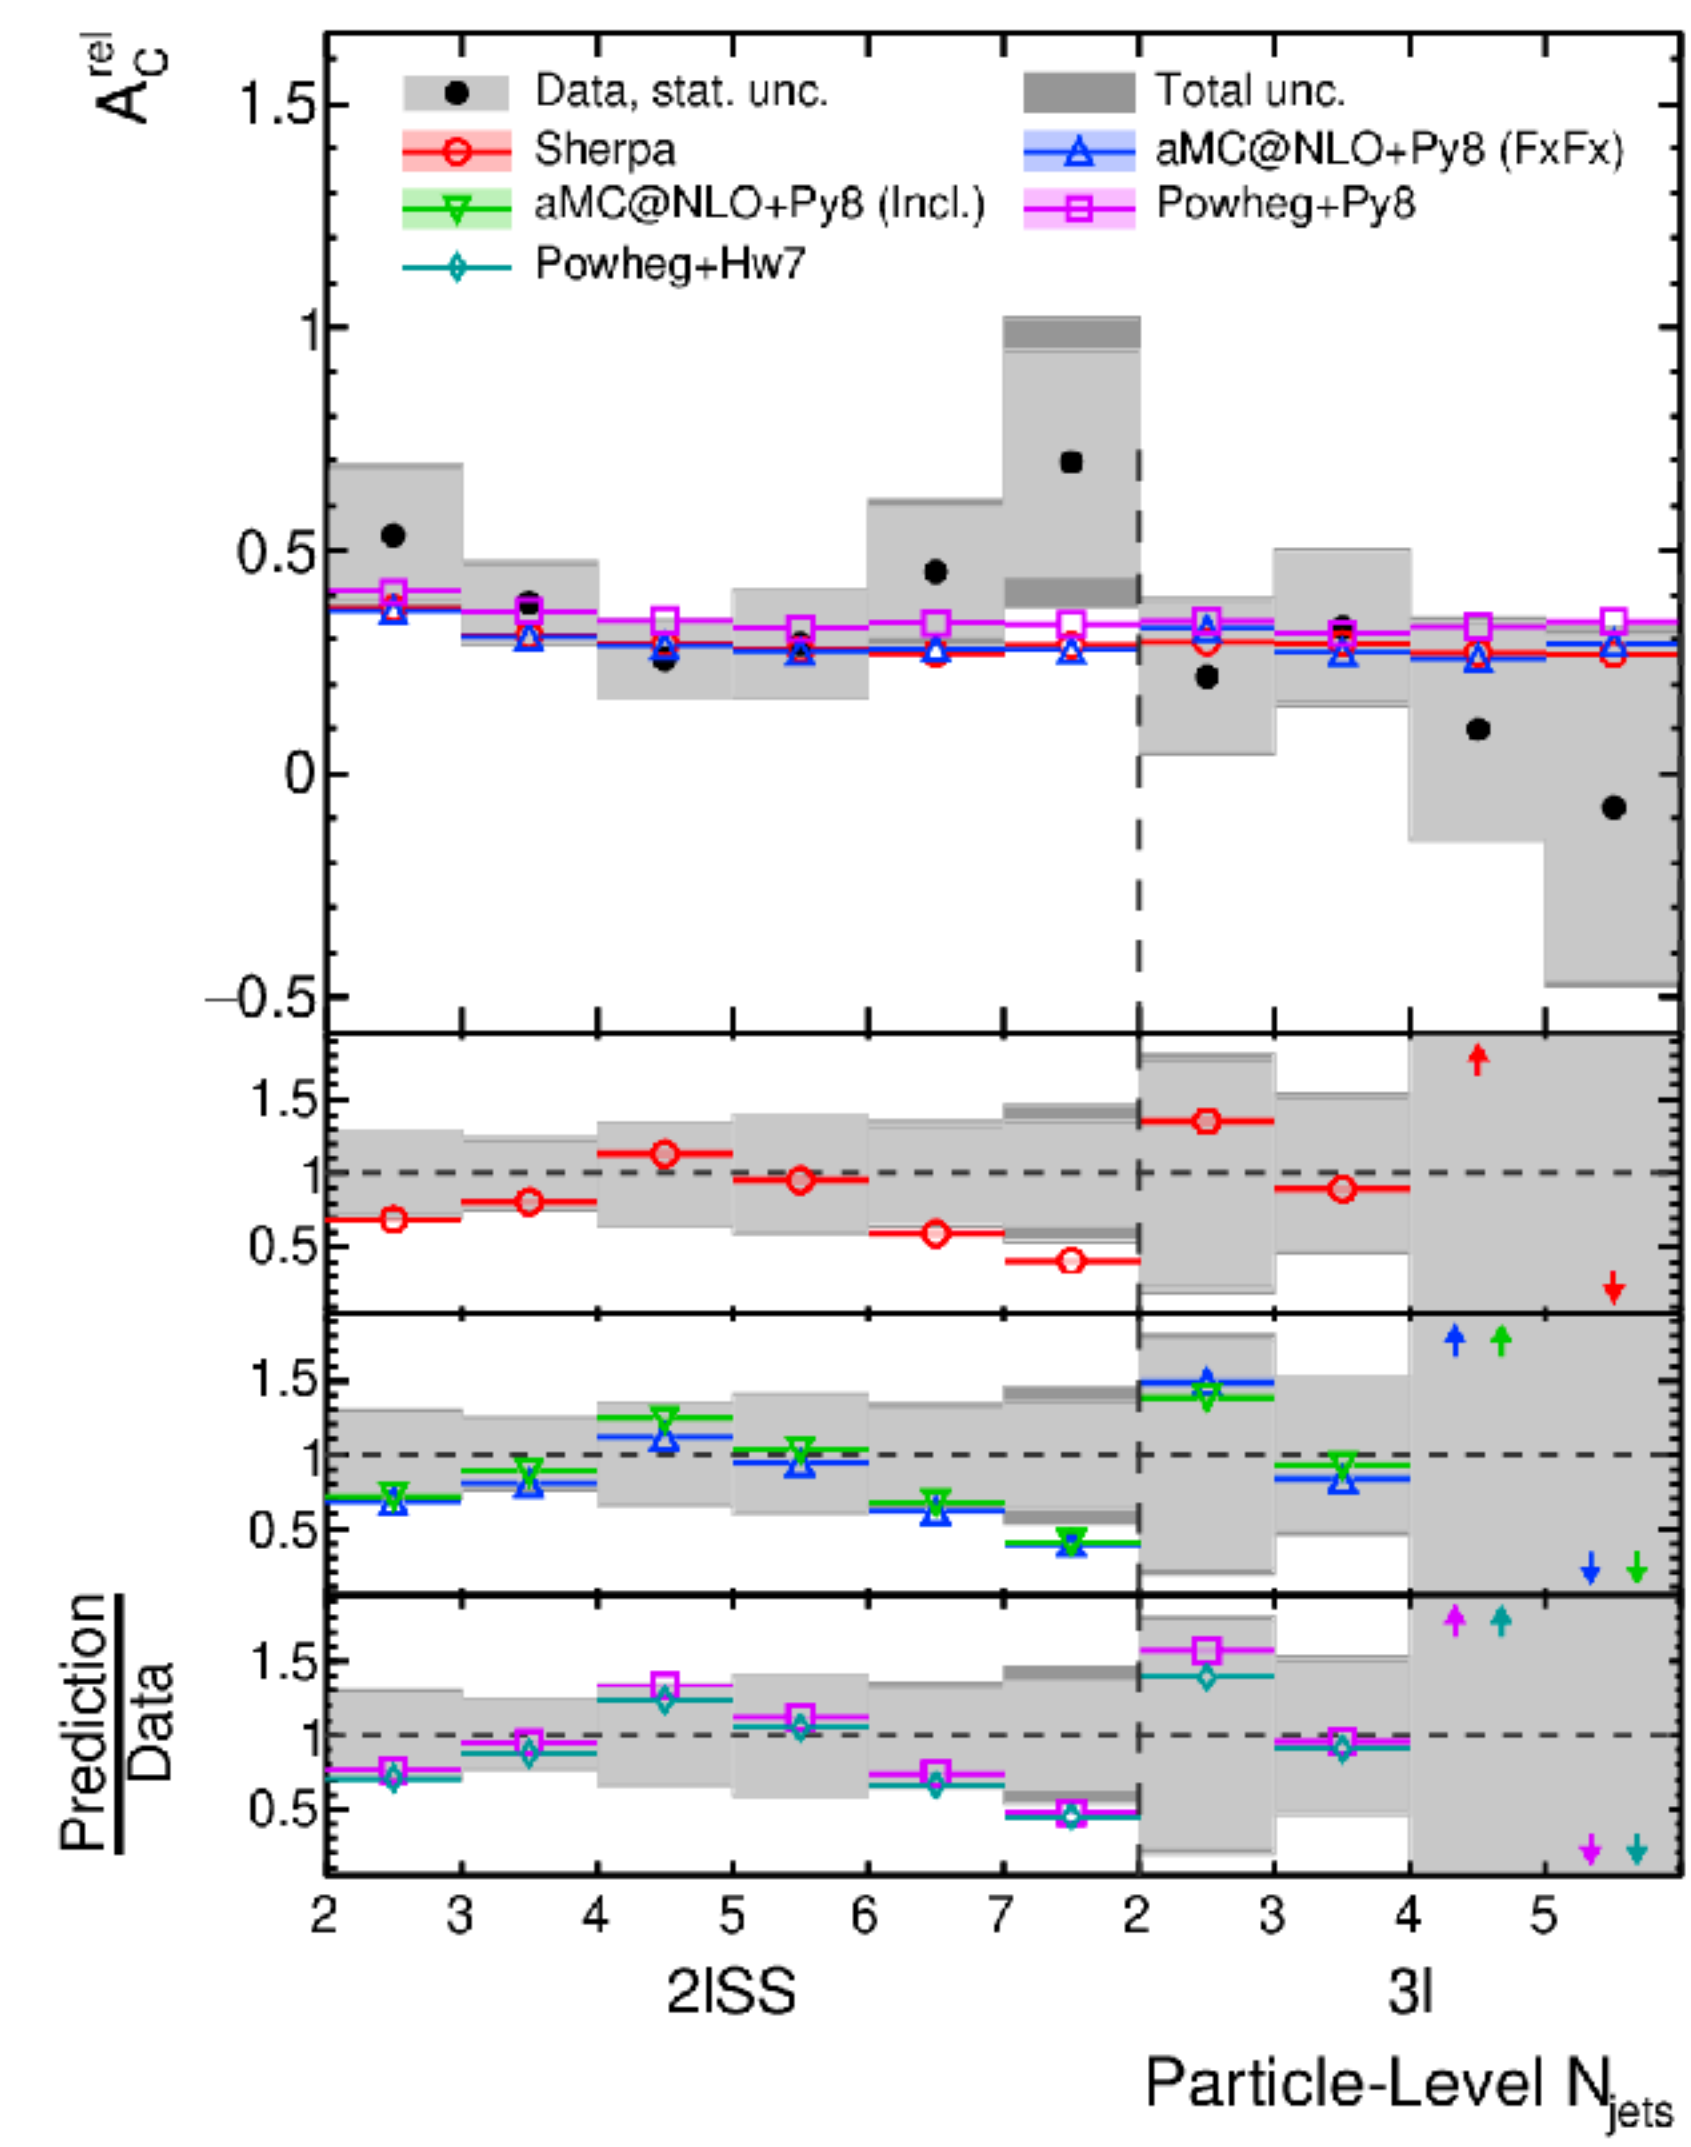 A_C^rel
1.5
1
0.5
0
−0.5
Data, stat. unc.
Total unc.
Sherpa
aMC@NLO+Py8 (FxFx)
aMC@NLO+Py8 (Incl.)
Powheg+Py8
Powheg+Hw7
1.5
1
0.5
1.5
1
0.5
Prediction
Data
1.5
1
0.5
2 3 4 5 6 7 2 3 4 5
2lSS 3l
Particle-Level N_jets